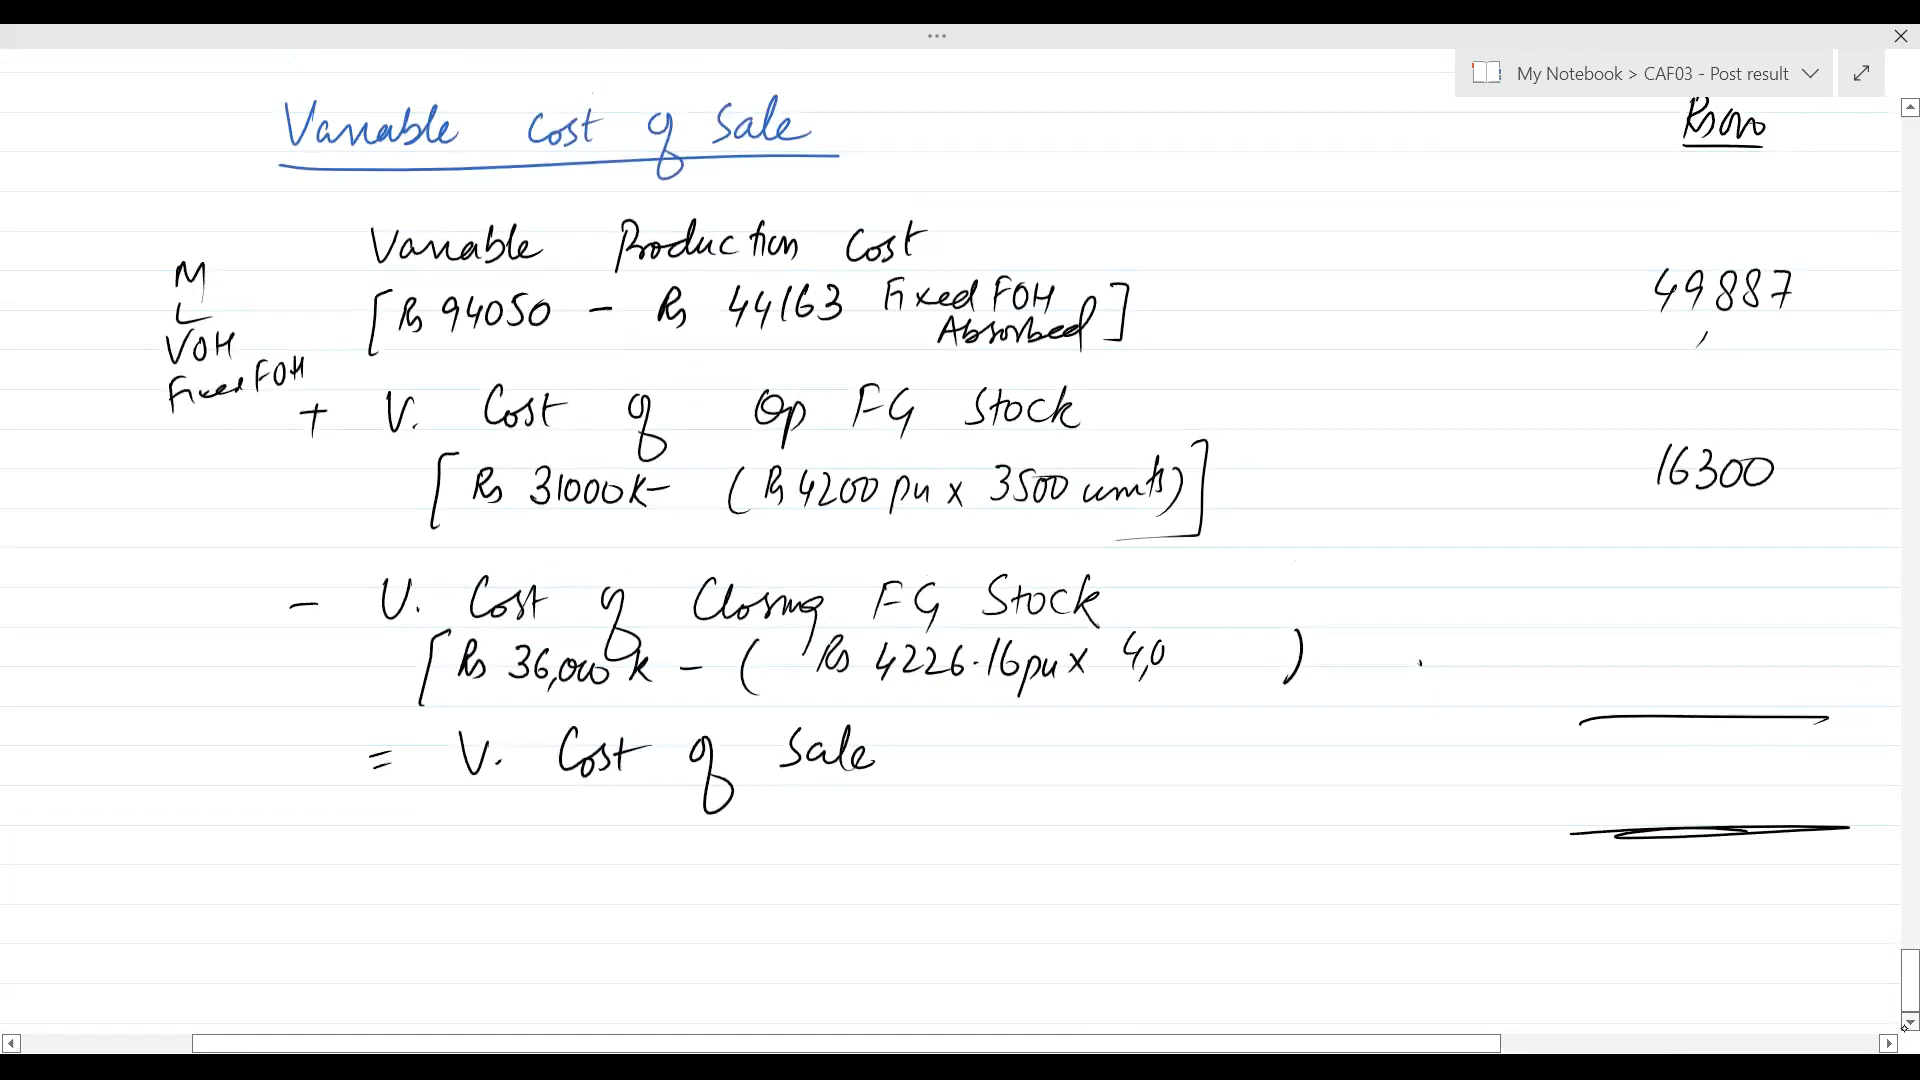 My Notebook > CAF03 - Post result
Variable Cost of Sale
Rs000
Variable Production Cost
M
L
VOH
Fixed FOH
[Rs 94050 - Rs 44163 Fixed FOH Absorbed]
49,887
+ V. Cost of Op FG Stock
[Rs 31000K - (Rs 4200 pu x 3500 units)]
16300
- V. Cost of Closing FG Stock
[Rs 36,000K - ( Rs 4226.16pu x 4,0 )
= V. Cost of Sale